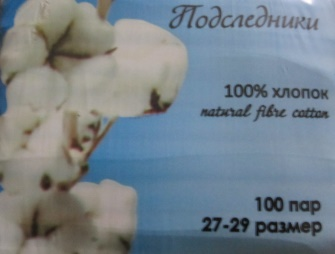 Подследники
100% хлопок
natural fibre cotton
100 пар
27-29 размер